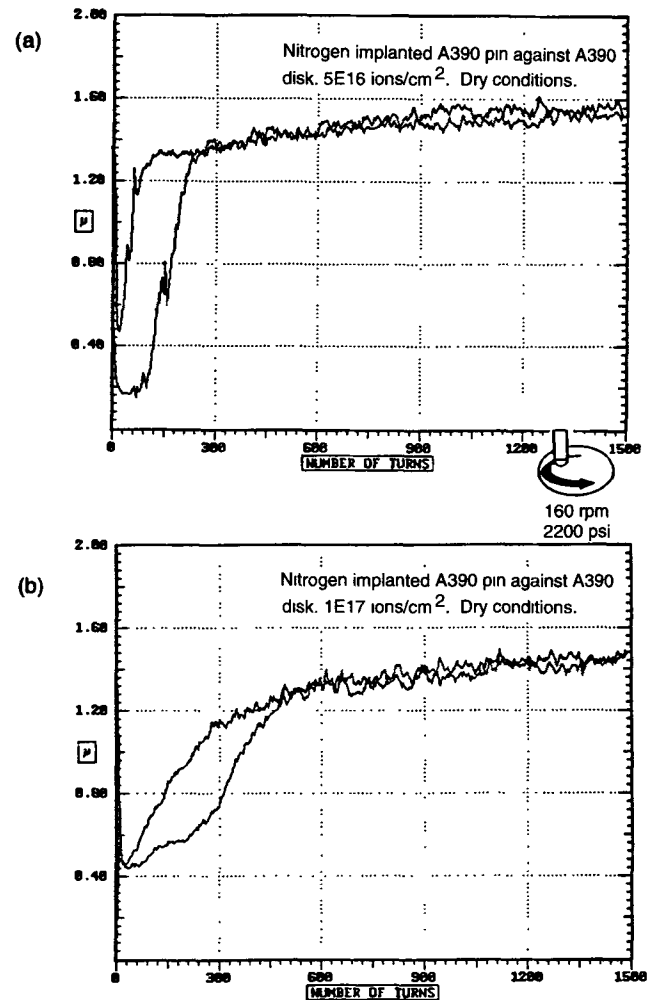 (a)
2.00
Nitrogen implanted A390 pin against A390
disk. 5E16 ions/cm2. Dry conditions.
1.60
1.20
μ
0.80
0.40
0 300 600 900 1200 1500
NUMBER OF TURNS
160 rpm
2200 psi
(b)
2.00
Nitrogen implanted A390 pin against A390
disk. 1E17 ions/cm2. Dry conditions.
1.60
1.20
μ
0.80
0.40
0 300 600 900 1200 1500
NUMBER OF TURNS